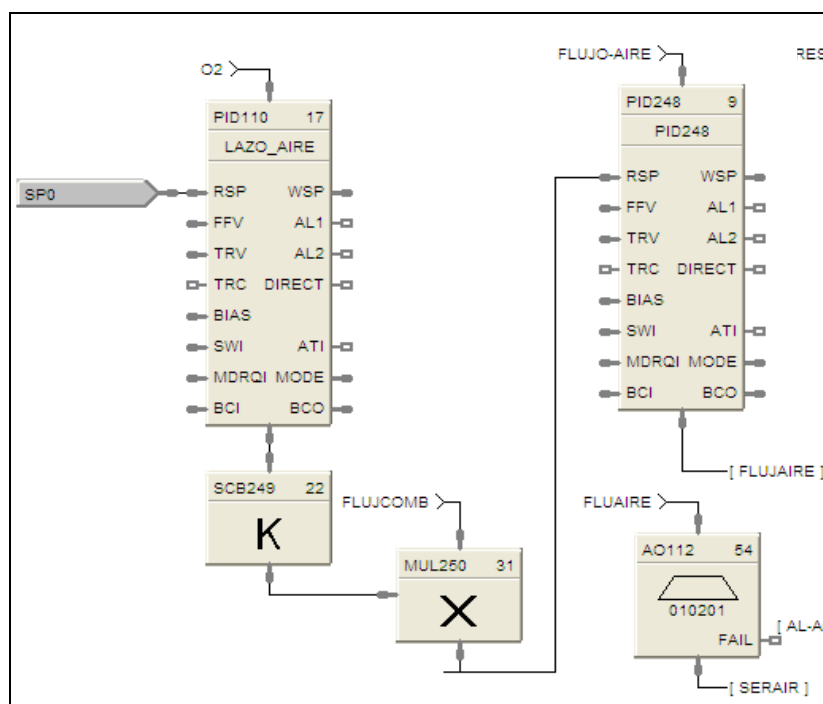 O2
PID110 17
LAZO_AIRE
SP0
RSP WSP
FFV AL1
TRV AL2
TRC DIRECT
BIAS
SWI ATI
MDRQI MODE
BCI BCO
SCB249 22
K
FLUJCOMB
MUL250 31
X
FLUJO-AIRE
RES
PID248 9
PID248
RSP WSP
FFV AL1
TRV AL2
TRC DIRECT
BIAS
SWI ATI
MDRQI MODE
BCI BCO
[ FLUJAIRE ]
FLUAIRE
AO112 54
010201
[ AL-A
FAIL
[ SERAIR ]